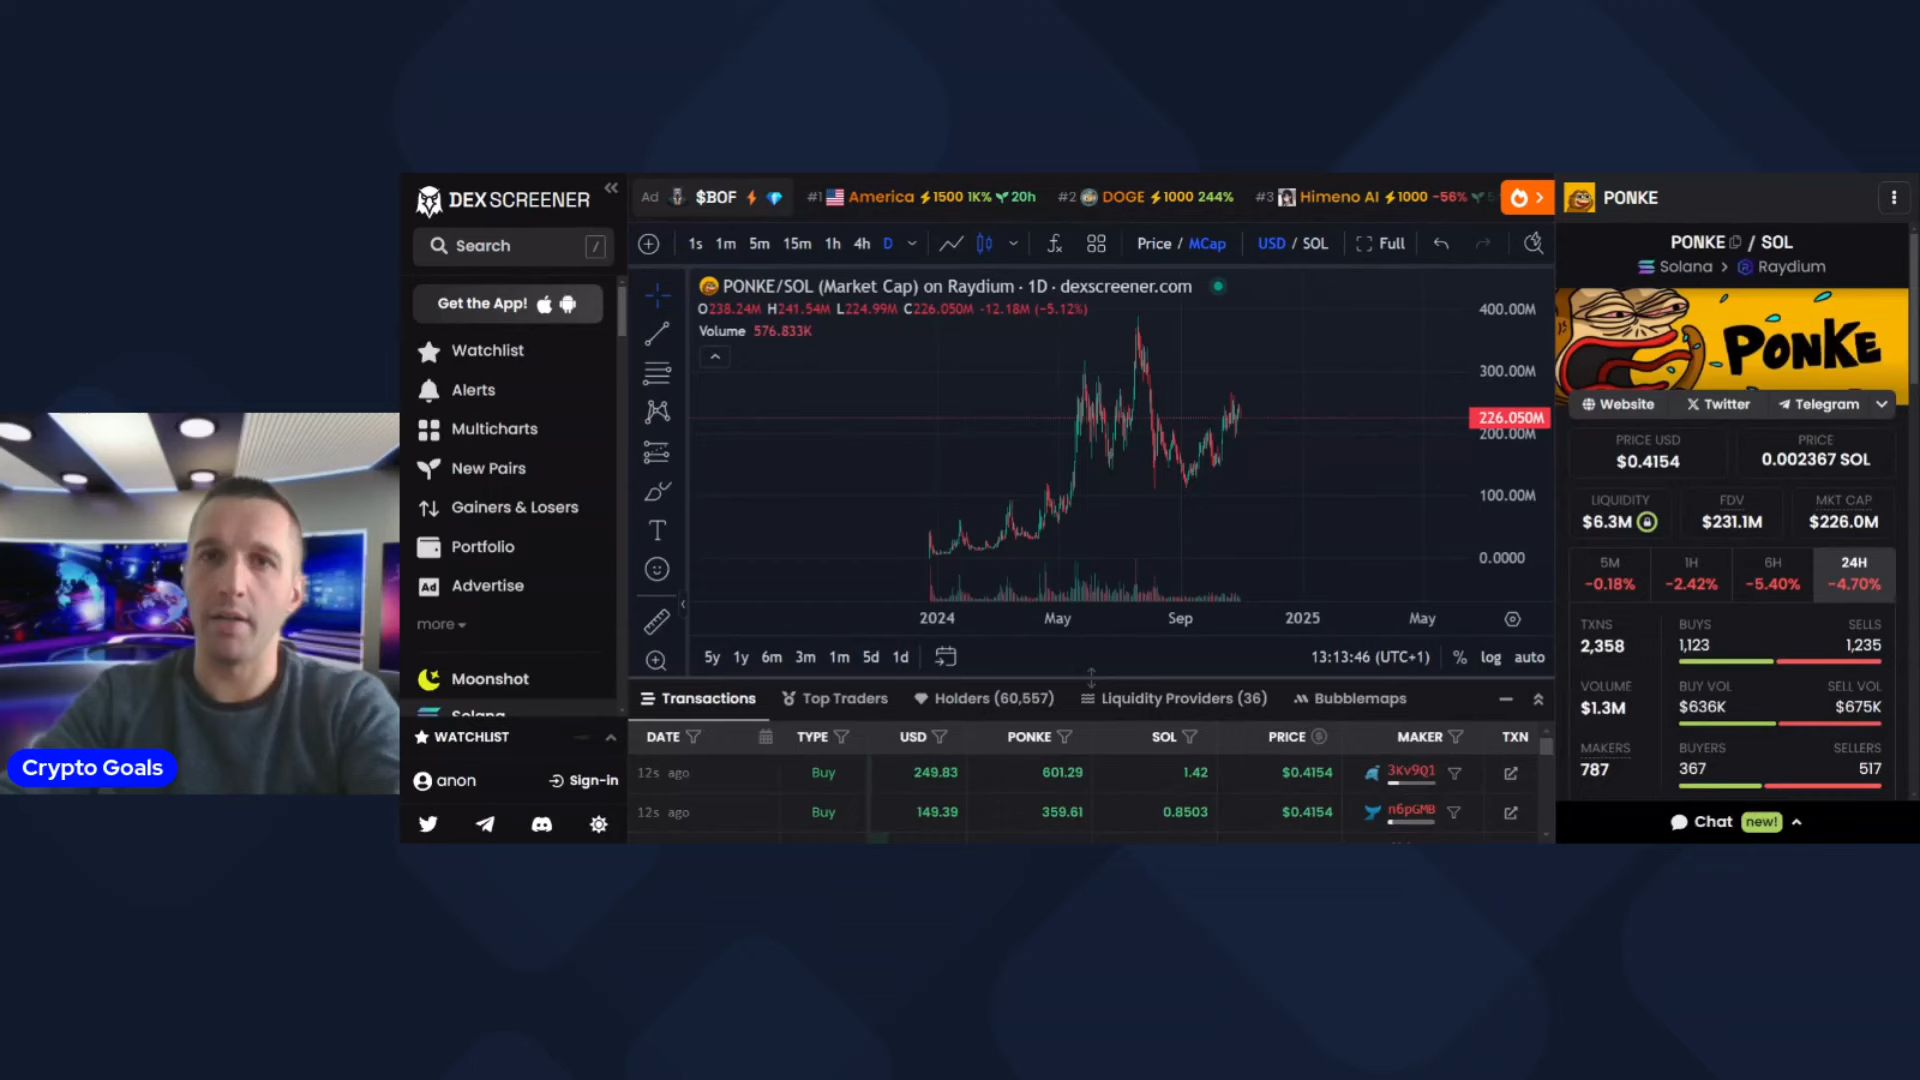 DEX SCREENER
Search /
Get the App!
Watchlist
Alerts
Multicharts
New Pairs
Gainers & Losers
Portfolio
Ad Advertise
more
Moonshot
Solana
WATCHLIST
anon Sign-in
Crypto Goals
Ad $BOF #1 America 1500 1K% 20h #2 DOGE 1000 244% #3 Himeno AI 1000 -56%
1s 1m 5m 15m 1h 4h D Price / MCap USD / SOL Full
PONKE/SOL (Market Cap) on Raydium · 1D · dexscreener.com
O238.24M H241.54M L224.99M C226.050M -12.18M (-5.12%)
Volume 576.833K
400.00M
300.00M
226.050M
200.00M
100.00M
0.0000
2024 May Sep 2025 May
5y 1y 6m 3m 1m 5d 1d 13:13:46 (UTC+1) % log auto
Transactions Top Traders Holders (60,557) Liquidity Providers (36) Bubblemaps
DATE TYPE USD PONKE SOL PRICE MAKER TXN
12s ago Buy 249.83 601.29 1.42 $0.4154 3Kv9Q1
12s ago Buy 149.39 359.61 0.8503 $0.4154 n6pGMB
PONKE
PONKE / SOL
Solana > Raydium
PONKE
Website Twitter Telegram
PRICE USD PRICE
$0.4154 0.002367 SOL
LIQUIDITY FDV MKT CAP
$6.3M $231.1M $226.0M
5M 1H 6H 24H
-0.18% -2.42% -5.40% -4.70%
TXNS BUYS SELLS
2,358 1,123 1,235
VOLUME BUY VOL SELL VOL
$1.3M $636K $675K
MAKERS BUYERS SELLERS
787 367 517
Chat new!